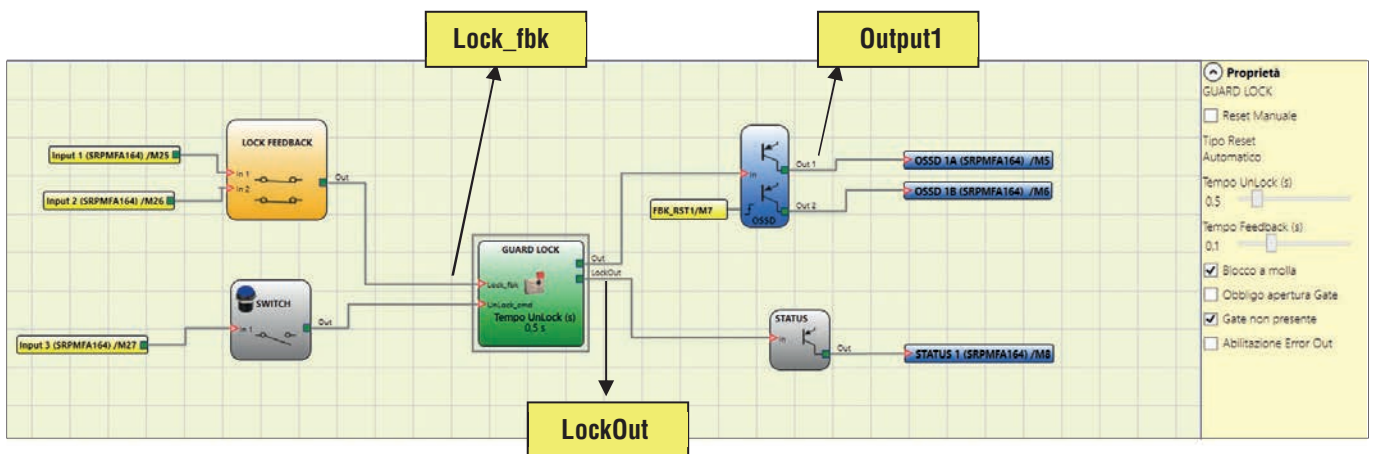 Lock_fbk
Output1
LOCK FEEDBACK
Input 1 (SRPMFA164) /M25
In 1
Out
Input 2 (SRPMFA164) /M26
In 2
SWITCH
Input 3 (SRPMFA164) /M27
In 1
Out
GUARD LOCK
Out
LockOut
Lock_fbk
UnLock_cmd
Tempo UnLock (s)
0.5 s
In
Out 1
Out 2
FBK_RST1/M7
OSSD
OSSD 1A (SRPMFA164) /M5
OSSD 1B (SRPMFA164) /M6
STATUS
In
Out
STATUS 1 (SRPMFA164) /M8
LockOut
Proprietà
GUARD LOCK
Reset Manuale
Tipo Reset
Automatico
Tempo UnLock (s)
0.5
Tempo Feedback (s)
0.1
Blocco a molla
Obbligo apertura Gate
Gate non presente
Abilitazione Error Out